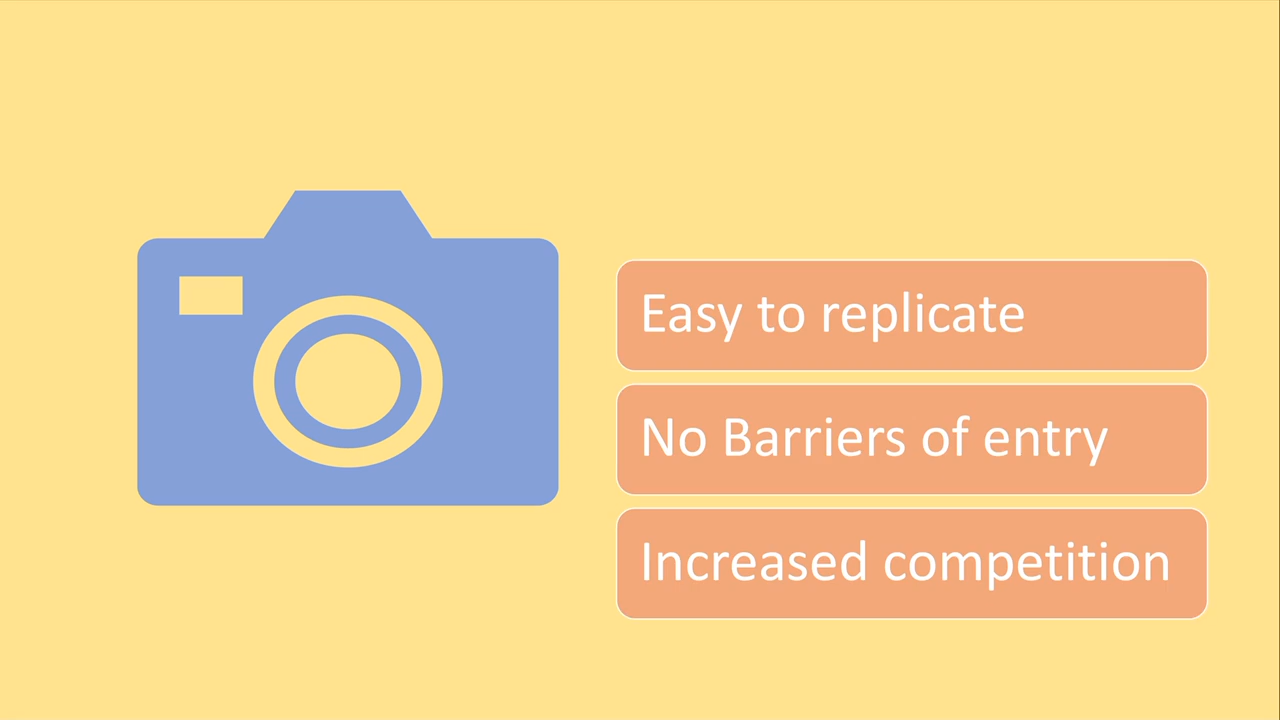 Easy to replicate
No Barriers of entry
Increased competition